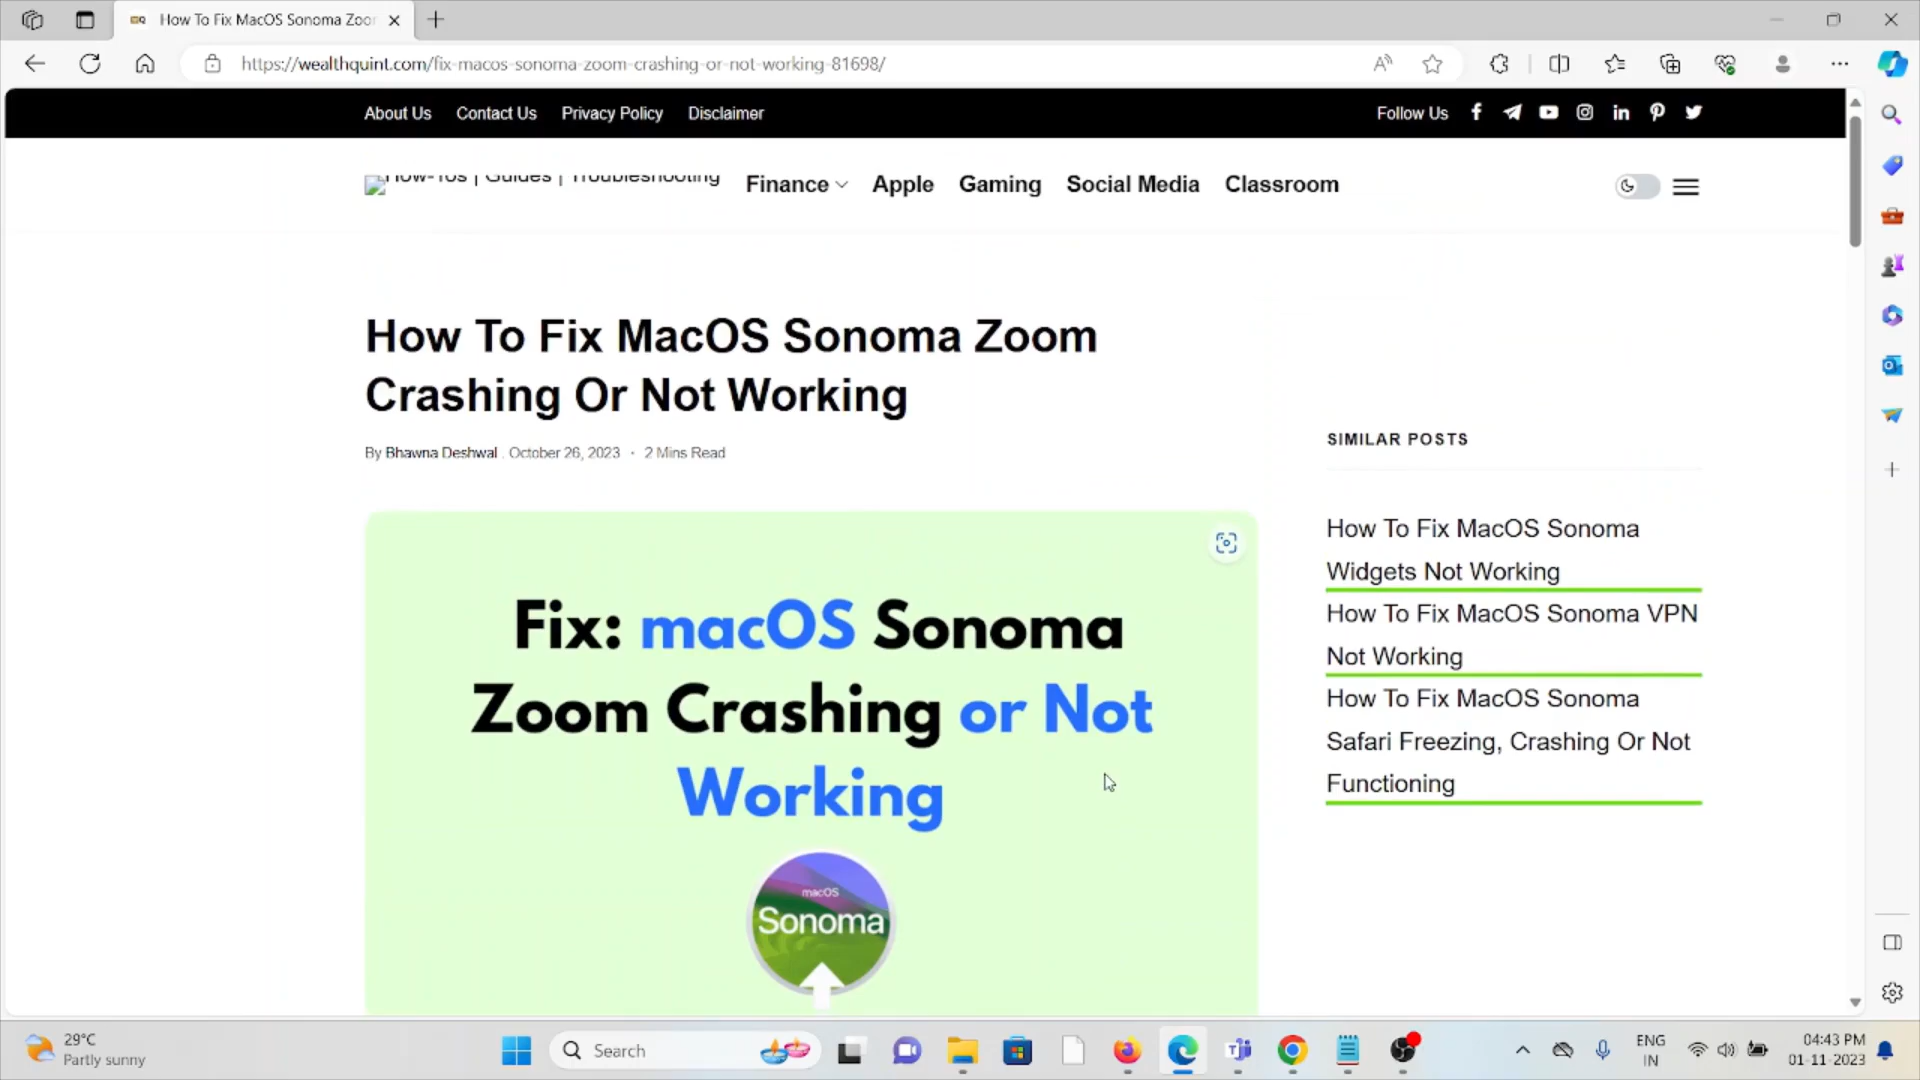 How To Fix MacOS Sonoma Zoor
https://wealthquint.com/fix-macos-sonoma-zoom-crashing-or-not-working-81698/
About Us Contact Us Privacy Policy Disclaimer Follow Us
How-Tos | Guides | Troubleshooting Finance Apple Gaming Social Media Classroom
How To Fix MacOS Sonoma Zoom
Crashing Or Not Working
By Bhawna Deshwal . October 26, 2023 · 2 Mins Read
Fix: macOS Sonoma
Zoom Crashing or Not
Working
macOS
Sonoma
SIMILAR POSTS
How To Fix MacOS Sonoma
Widgets Not Working
How To Fix MacOS Sonoma VPN
Not Working
How To Fix MacOS Sonoma
Safari Freezing, Crashing Or Not
Functioning
29°C
Partly sunny
Search
ENG
IN
04:43 PM
01-11-2023